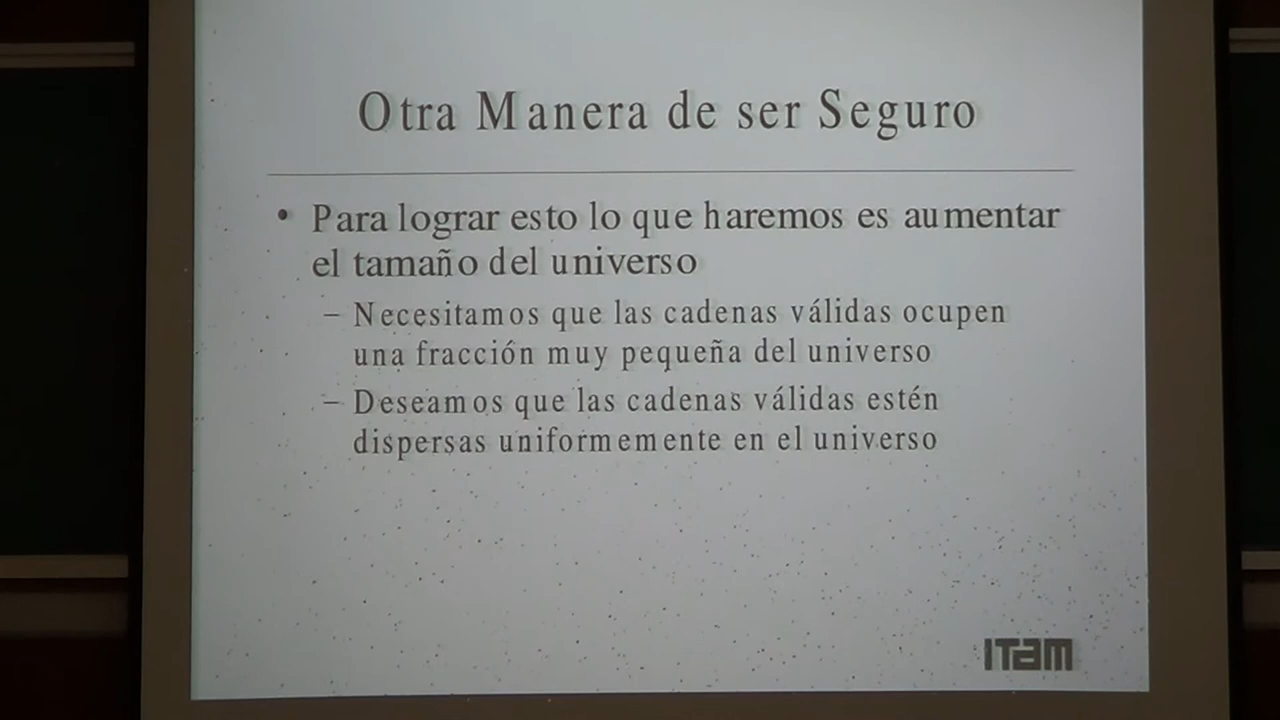 Otra Manera de ser Seguro
• Para lograr esto lo que haremos es aumentar
el tamaño del universo
– Necesitamos que las cadenas válidas ocupen
una fracción muy pequeña del universo
– Deseamos que las cadenas válidas estén
dispersas uniformemente en el universo
ITAM